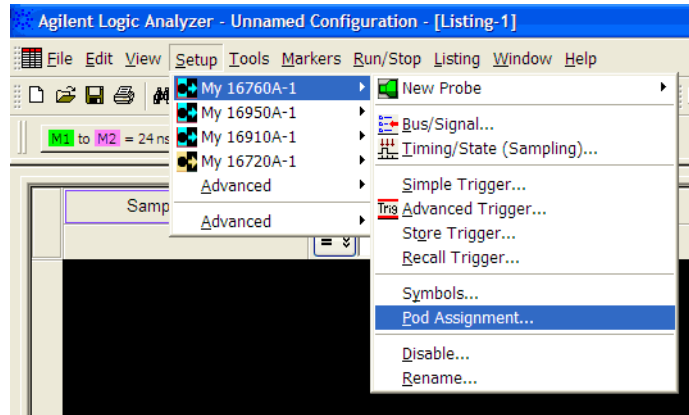 Agilent Logic Analyzer - Unnamed Configuration - [Listing-1]
File Edit View Setup Tools Markers Run/Stop Listing Window Help
My 16760A-1
My 16950A-1
My 16910A-1
My 16720A-1
Advanced
Advanced
New Probe
Bus/Signal...
Timing/State (Sampling)...
Simple Trigger...
Trig Advanced Trigger...
Store Trigger...
Recall Trigger...
Symbols...
Pod Assignment...
Disable...
Rename...
M1 to M2 = 24 ns
Samp
=